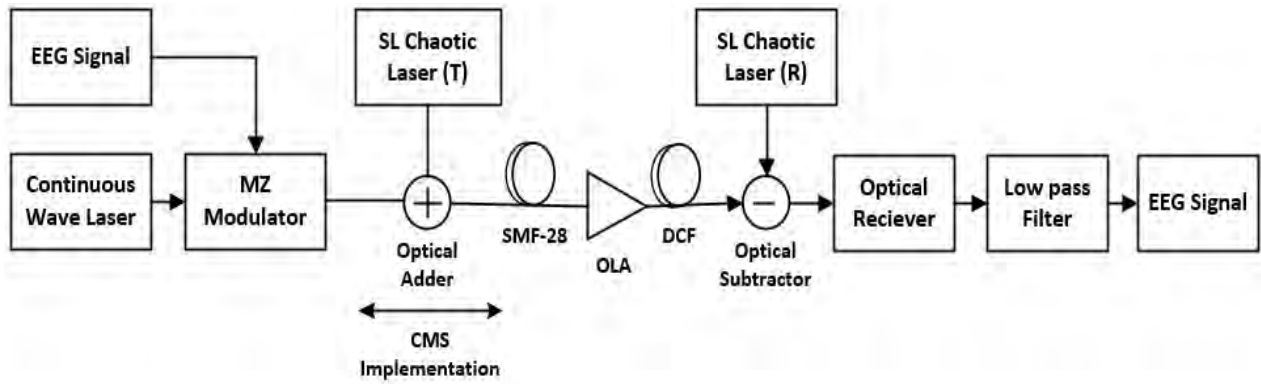 EEG Signal
SL Chaotic
Laser (T)
SL Chaotic
Laser (R)
Continuous
Wave Laser
MZ
Modulator
+
Optical
Adder
SMF-28
OLA
DCF
−
Optical
Subtractor
Optical
Reciever
Low pass
Filter
EEG Signal
CMS
Implementation